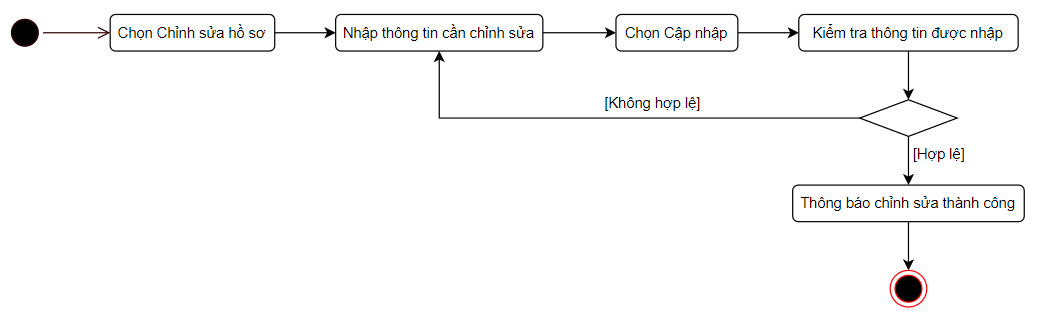 Chọn Chỉnh sửa hồ sơ
Nhập thông tin cần chỉnh sửa
Chọn Cập nhập
Kiểm tra thông tin được nhập
[Không hợp lệ]
[Hợp lệ]
Thông báo chỉnh sửa thành công